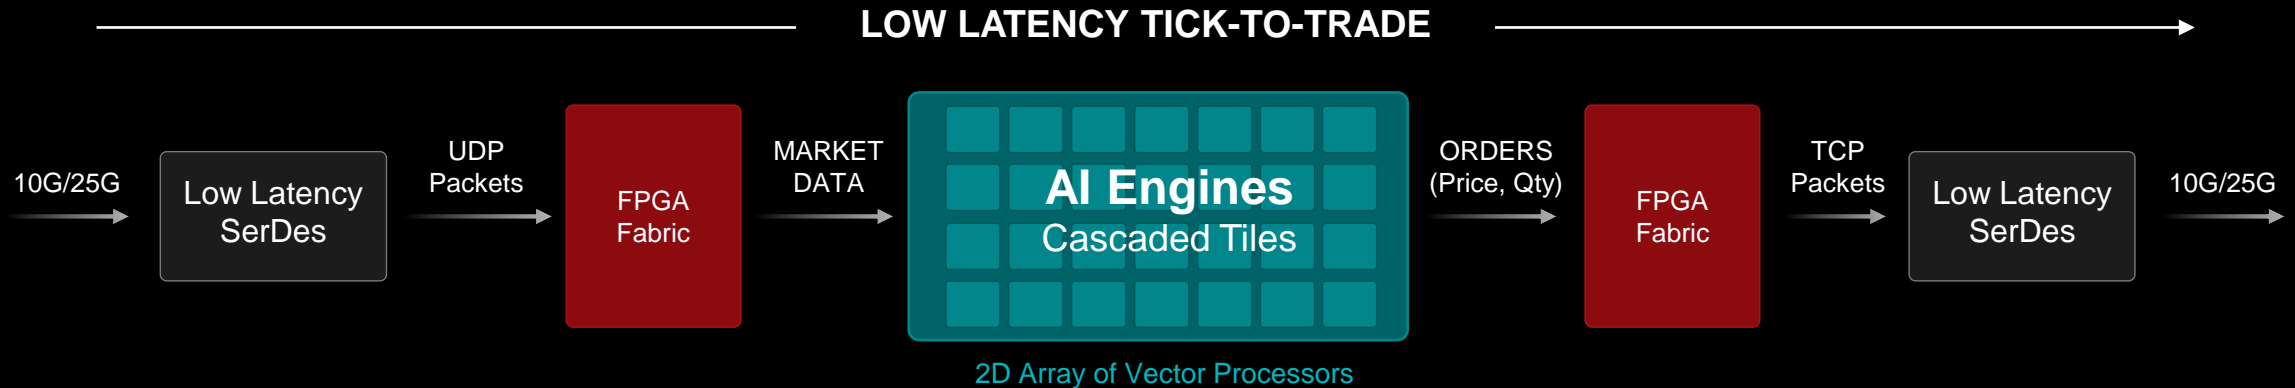 LOW LATENCY TICK-TO-TRADE
10G/25G
Low Latency
SerDes
UDP
Packets
FPGA
Fabric
MARKET
DATA
AI Engines
Cascaded Tiles
2D Array of Vector Processors
ORDERS
(Price, Qty)
FPGA
Fabric
TCP
Packets
Low Latency
SerDes
10G/25G